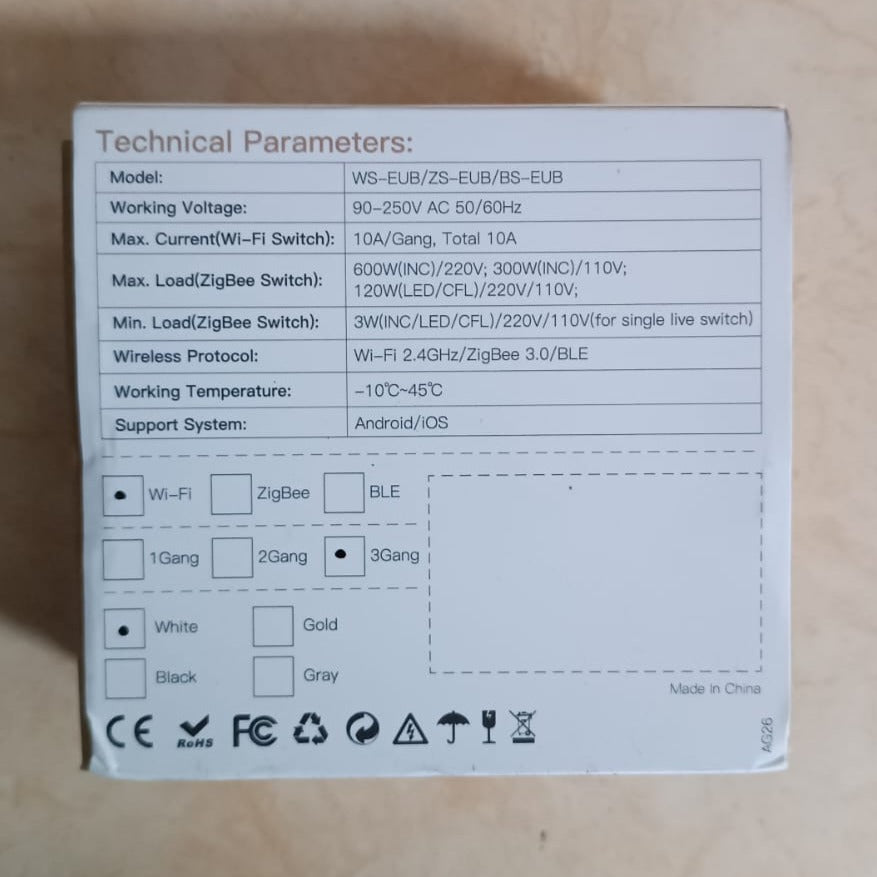 Technical Parameters:
Model: WS-EUB/ZS-EUB/BS-EUB
Working Voltage: 90-250V AC 50/60Hz
Max. Current(Wi-Fi Switch): 10A/Gang, Total 10A
Max. Load(ZigBee Switch): 600W(INC)/220V; 300W(INC)/110V;
120W(LED/CFL)/220V/110V;
Min. Load(ZigBee Switch): 3W(INC/LED/CFL)/220V/110V(for single live switch)
Wireless Protocol: Wi-Fi 2.4GHz/ZigBee 3.0/BLE
Working Temperature: -10℃~45℃
Support System: Android/iOS
Wi-Fi ZigBee BLE
1Gang 2Gang 3Gang
White Gold
Black Gray
Made In China
CE RoHS FC
AG26